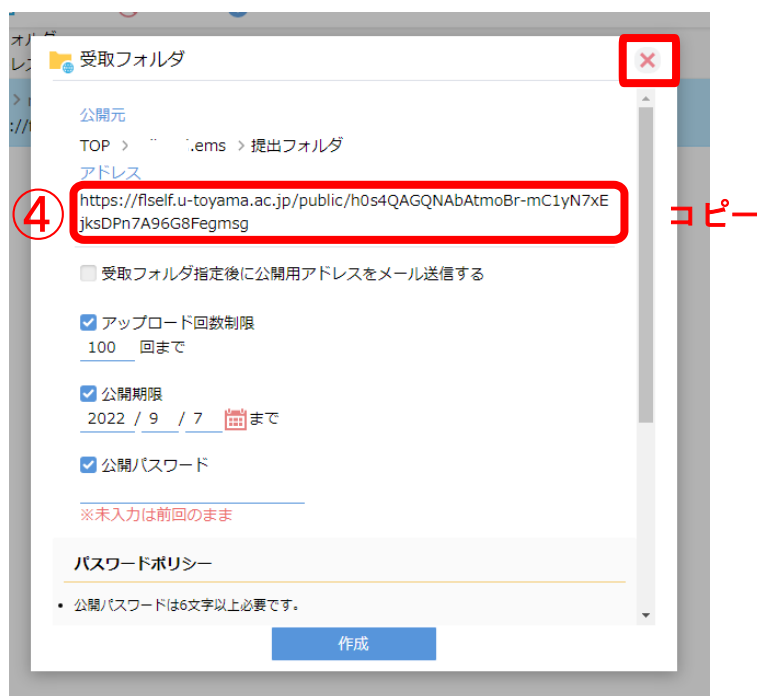 受取フォルダ
公開元
TOP > .ems > 提出フォルダ
アドレス
④
https://flself.u-toyama.ac.jp/public/h0s4QAGQNAbAtmoBr-mC1yN7xE
jksDPn7A96G8Fegmsg
コピー
受取フォルダ指定後に公開用アドレスをメール送信する
アップロード回数制限
100 回まで
公開期限
2022 / 9 / 7 まで
公開パスワード
※未入力は前回のまま
パスワードポリシー
• 公開パスワードは6文字以上必要です。
作成